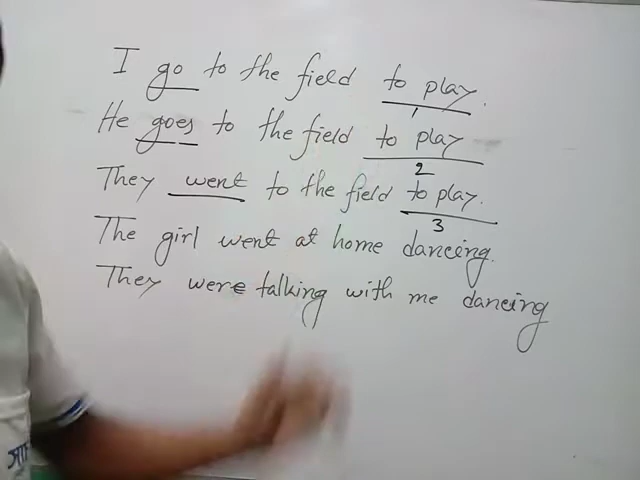 I go to the field to play.
1
He goes to the field to play
2
They went to the field to play.
3
The girl went at home dancing.
They were talking with me dancing